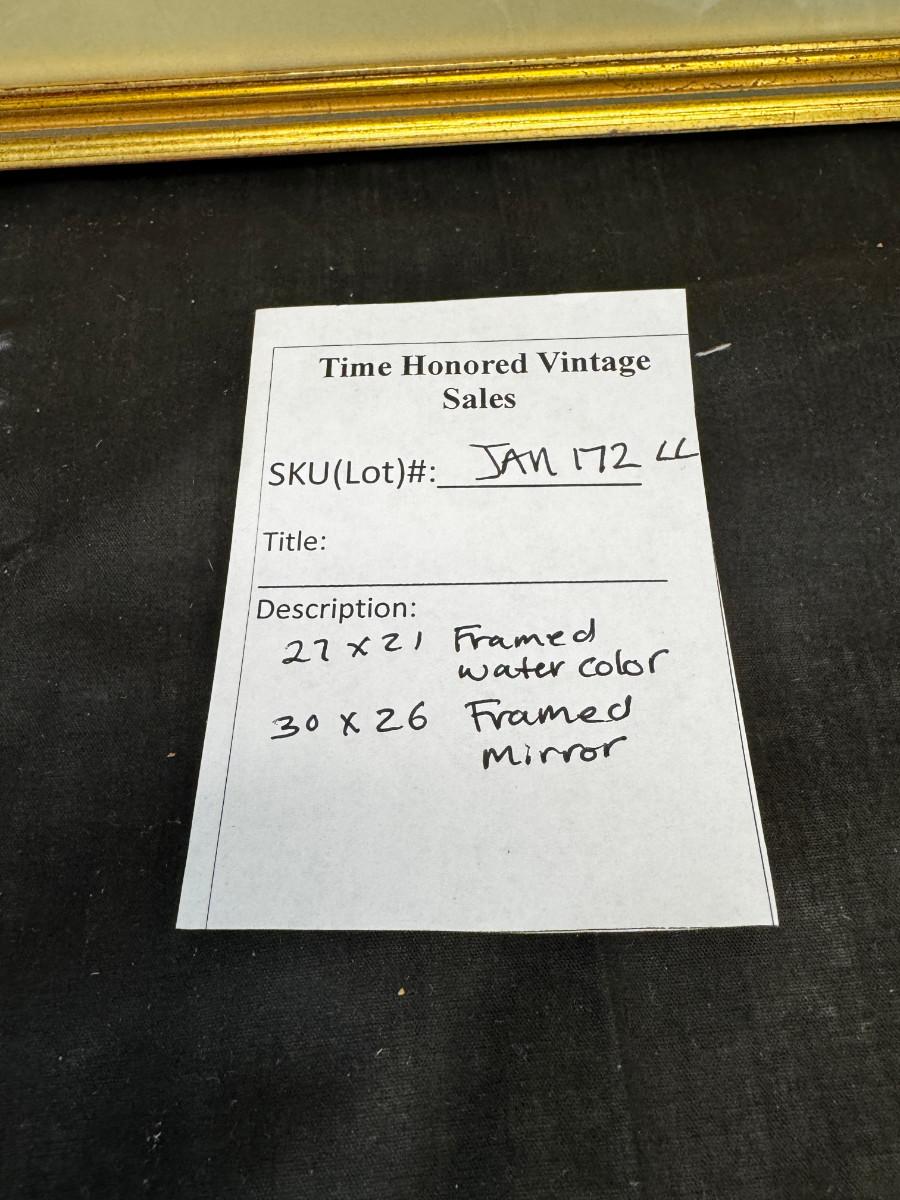 Time Honored Vintage
Sales
SKU(Lot)#: JAN 172 LL
Title:
Description:
27 x 21 Framed
water color
30 x 26 Framed
Mirror